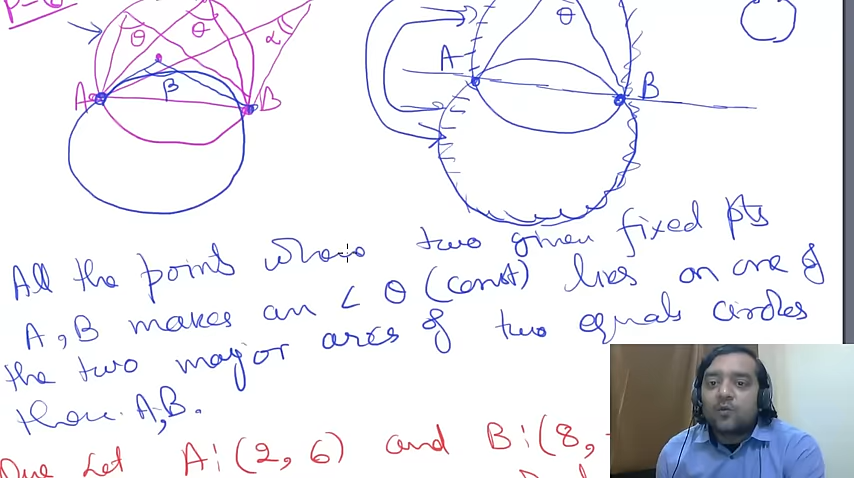 θ
θ
α
θ
β
A
B
A
B
All the points where two given fixed pts
A, B makes an ∠ θ (const) lies on one of
the two major arcs of two equals circles
thou. A, B.
Que Let A: (2, 6) and B: (8,